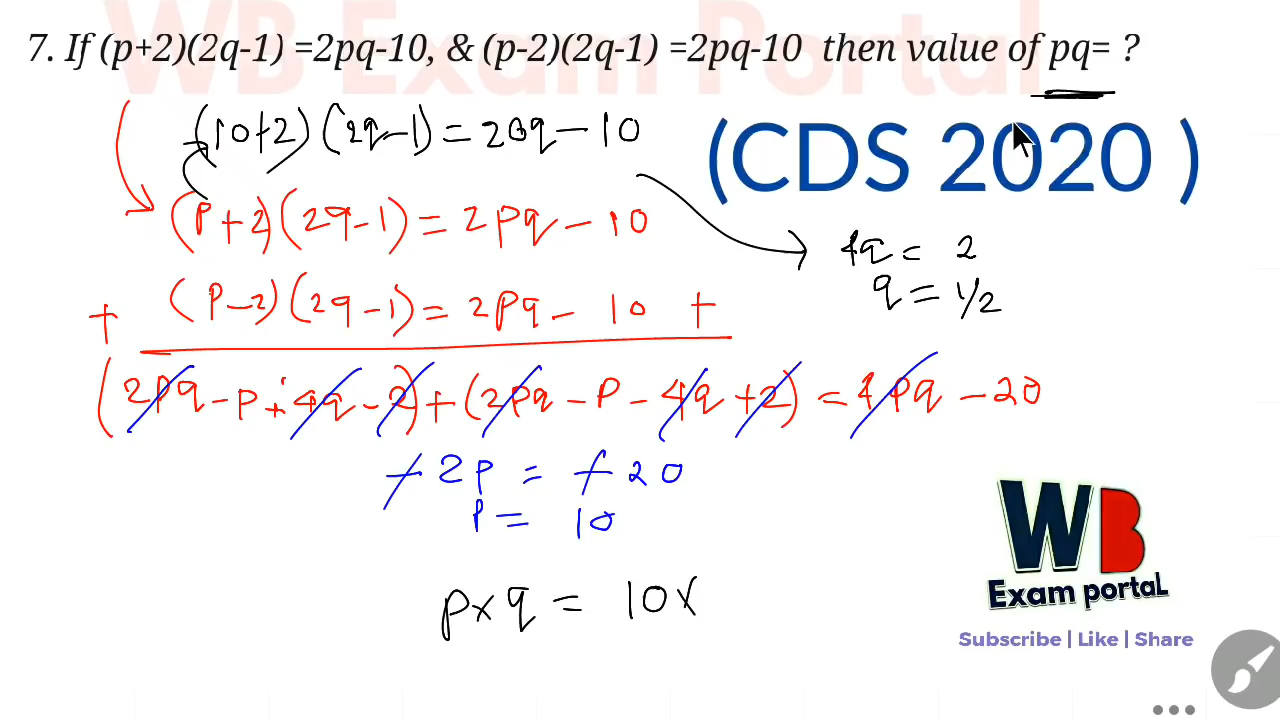 WB Exam Portal
7. If (p+2)(2q-1) =2pq-10, & (p-2)(2q-1) =2pq-10 then value of pq= ?
(10+2)(2q-1) = 20q - 10
(CDS 2020 )
(P+2)(2q-1) = 2pq - 10
4q = 2
q = 1/2
+ (P-2)(2q-1) = 2pq - 10 +
(2pq - p + 4q - 2) + (2pq - p - 4q + 2) = 4pq - 20
-2p = -20
P = 10
p x q = 10 x
WB
Exam portal
Subscribe | Like | Share